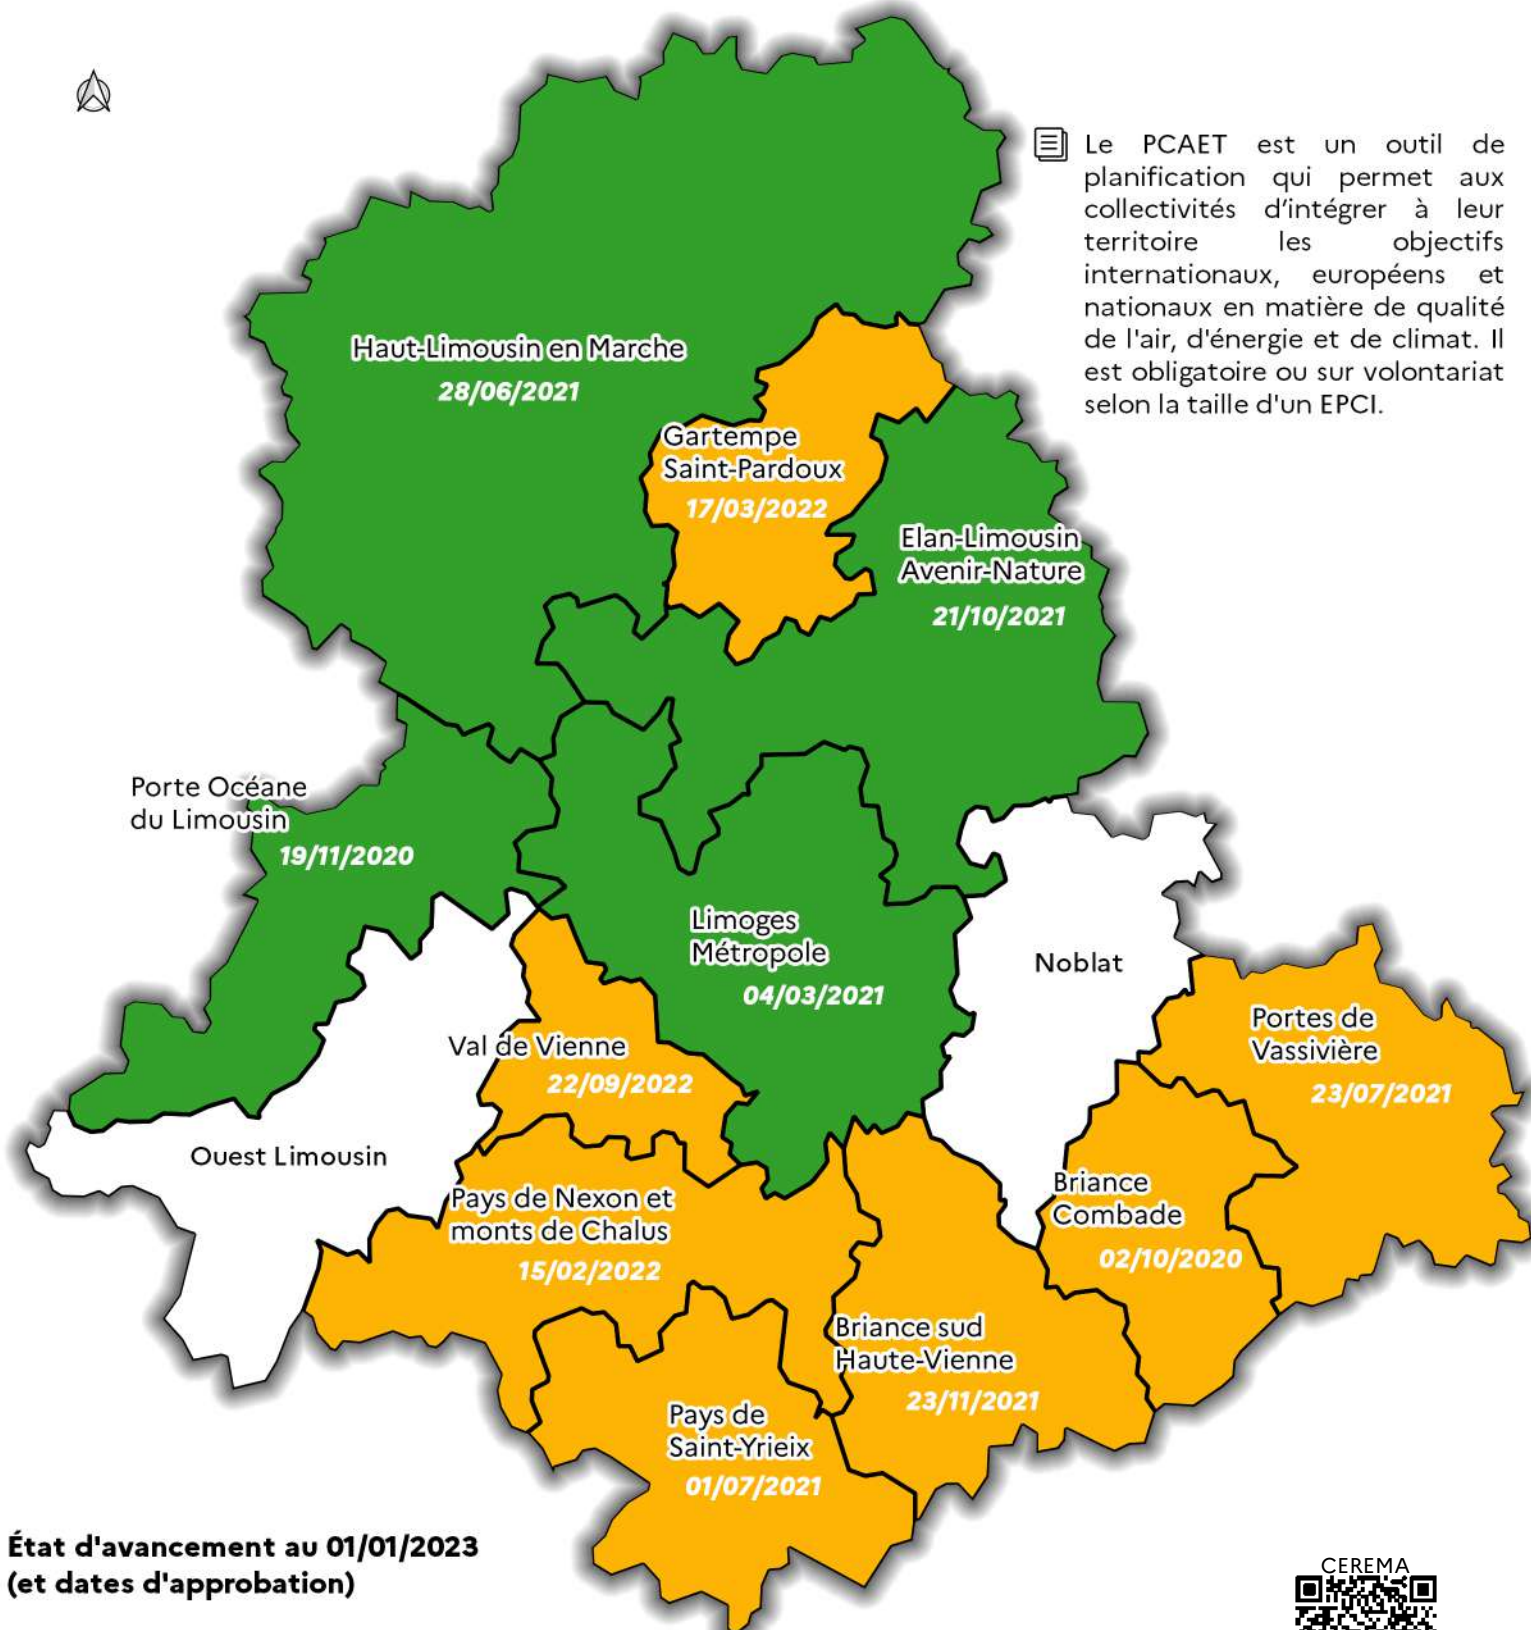 Le PCAET est un outil de
planification qui permet aux
collectivités d’intégrer à leur
territoire les objectifs
internationaux, européens et
nationaux en matière de qualité
de l'air, d'énergie et de climat. Il
est obligatoire ou sur volontariat
selon la taille d'un EPCI.
Haut-Limousin en Marche
28/06/2021
Gartempe
Saint-Pardoux
17/03/2022
Elan-Limousin
Avenir-Nature
21/10/2021
Porte Océane
du Limousin
19/11/2020
Limoges
Métropole
04/03/2021
Noblat
Portes de
Vassivière
23/07/2021
Val de Vienne
22/09/2022
Ouest Limousin
Pays de Nexon et
monts de Chalus
15/02/2022
Briance
Combade
02/10/2020
Briance sud
Haute-Vienne
23/11/2021
Pays de
Saint-Yrieix
01/07/2021
État d'avancement au 01/01/2023
(et dates d'approbation)
CEREMA